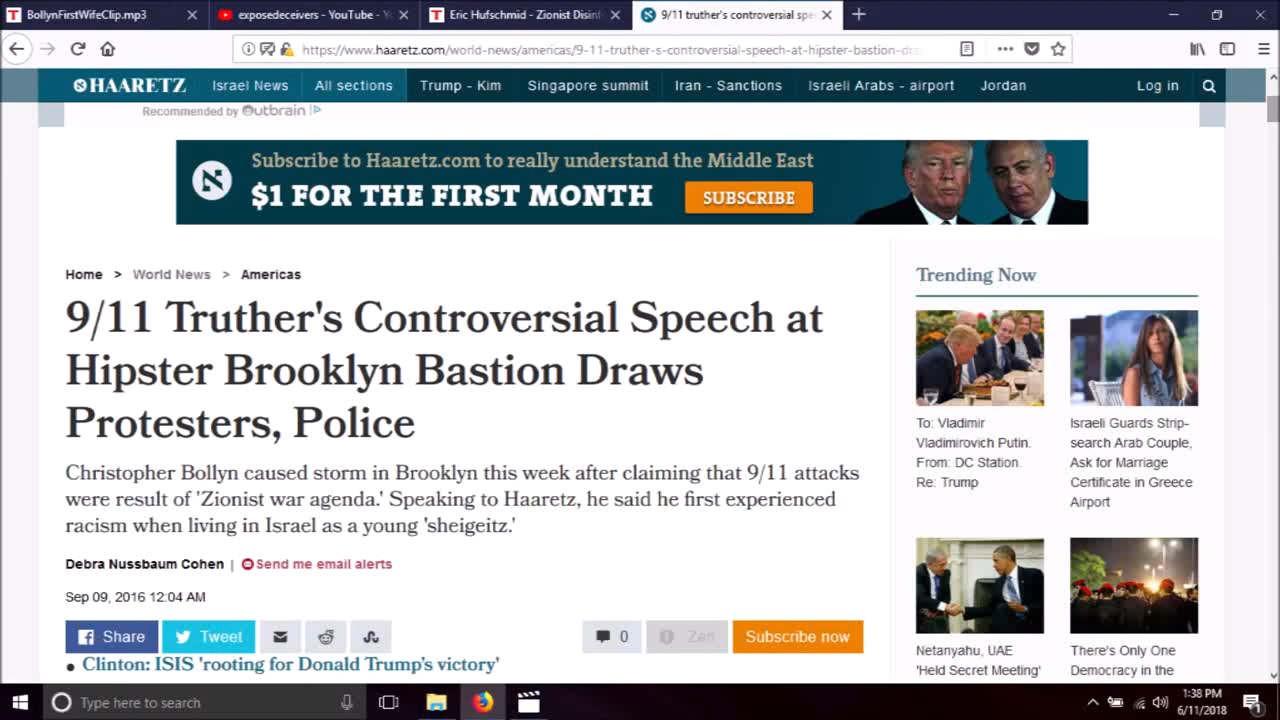 BollynFirstWifeClip.mp3
exposedeceivers - YouTube - Y
Eric Hufschmid - Zionist Disin
9/11 truther's controversial spe
https://www.haaretz.com/world-news/americas/9-11-truther-s-controversial-speech-at-hipster-bastion-dr
HAARETZ Israel News All sections Trump - Kim Singapore summit Iran - Sanctions Israeli Arabs - airport Jordan Log in
Recommended by Outbrain
Subscribe to Haaretz.com to really understand the Middle East
$1 FOR THE FIRST MONTH SUBSCRIBE
Home > World News > Americas
9/11 Truther's Controversial Speech at
Hipster Brooklyn Bastion Draws
Protesters, Police
Christopher Bollyn caused storm in Brooklyn this week after claiming that 9/11 attacks
were result of 'Zionist war agenda.' Speaking to Haaretz, he said he first experienced
racism when living in Israel as a young 'sheigeitz.'
Debra Nussbaum Cohen | Send me email alerts
Sep 09, 2016 12:04 AM
Share Tweet 0 Zen Subscribe now
• Clinton: ISIS 'rooting for Donald Trump's victory'
Trending Now
To: Vladimir
Vladimirovich Putin.
From: DC Station.
Re: Trump
Israeli Guards Strip-
search Arab Couple,
Ask for Marriage
Certificate in Greece
Airport
Netanyahu, UAE
'Held Secret Meeting'
There's Only One
Democracy in the
Type here to search
1:38 PM
6/11/2018
1